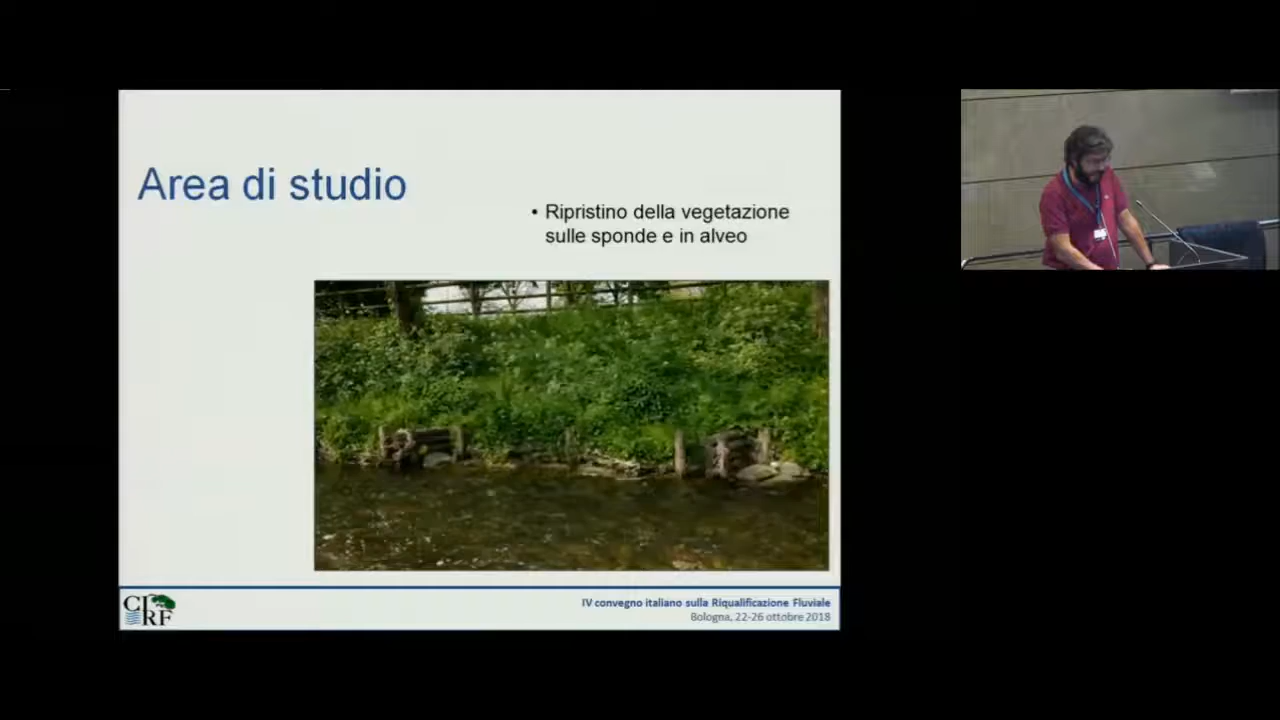 Area di studio
• Ripristino della vegetazione
sulle sponde e in alveo
CIRF
IV convegno italiano sulla Riqualificazione Fluviale
Bologna, 22-26 ottobre 2018